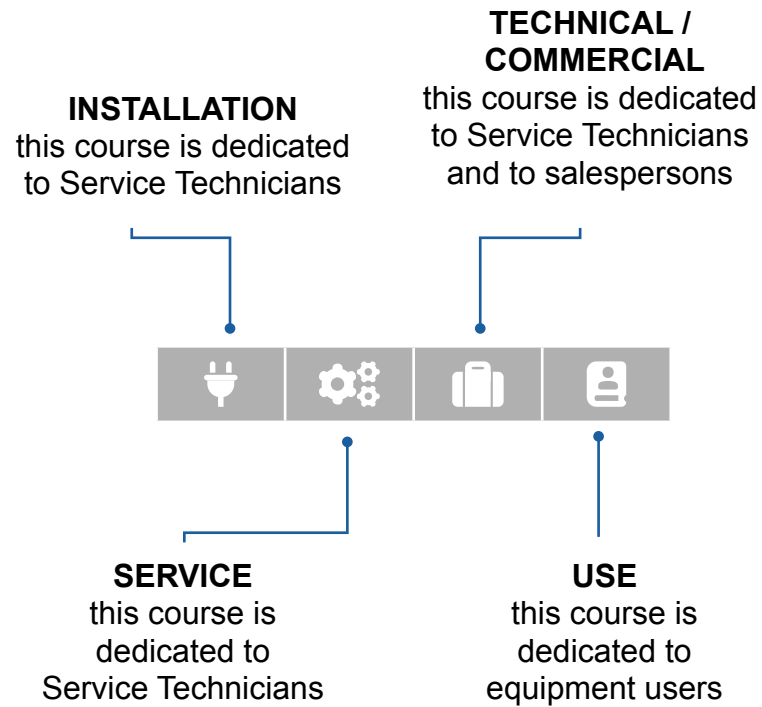 INSTALLATION
this course is dedicated
to Service Technicians
TECHNICAL /
COMMERCIAL
this course is dedicated
to Service Technicians
and to salespersons
SERVICE
this course is
dedicated to
Service Technicians
USE
this course is
dedicated to
equipment users